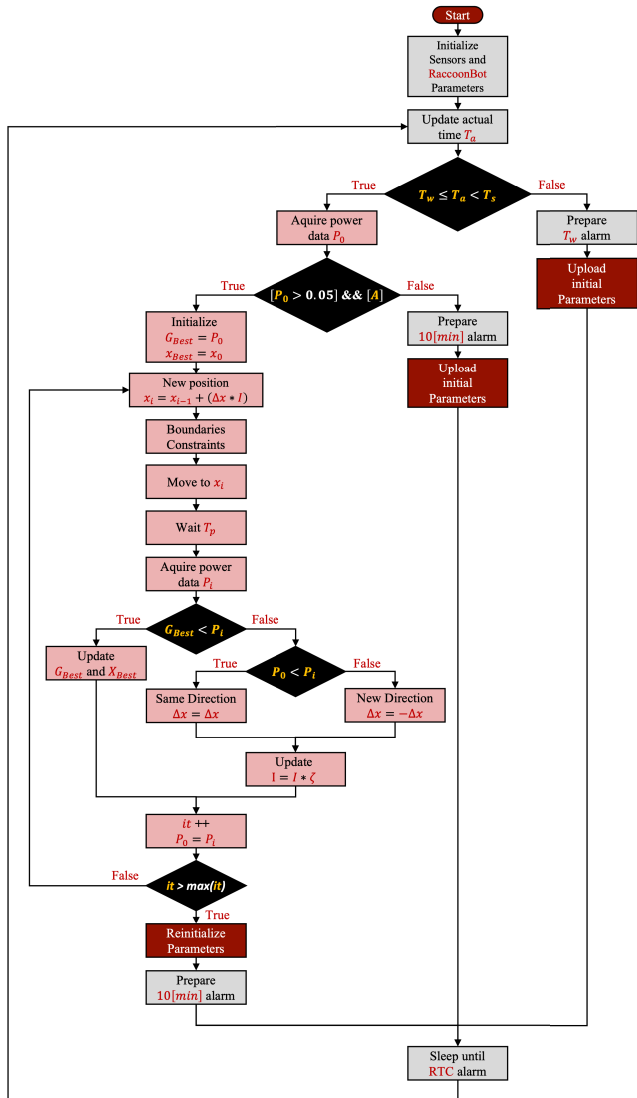 Start
Initialize
Sensors and
RaccoonBot
Parameters
Update actual
time T_a
True
T_w ≤ T_a < T_s
False
Aquire power
data P_0
Prepare
T_w alarm
Upload
initial
Parameters
True
[P_0 > 0.05] && [A]
False
Initialize
G_Best = P_0
x_Best = x_0
Prepare
10[min] alarm
Upload
initial
Parameters
New position
x_i = x_{i-1} + (Δx * I)
Boundaries
Constraints
Move to x_i
Wait T_p
Aquire power
data P_i
True
G_Best < P_i
False
Update
G_Best and X_Best
True
P_0 < P_i
False
Same Direction
Δx = Δx
New Direction
Δx = −Δx
Update
I = I * ζ
it ++
P_0 = P_i
False
it > max(it)
True
Reinitialize
Parameters
Prepare
10[min] alarm
Sleep until
RTC alarm